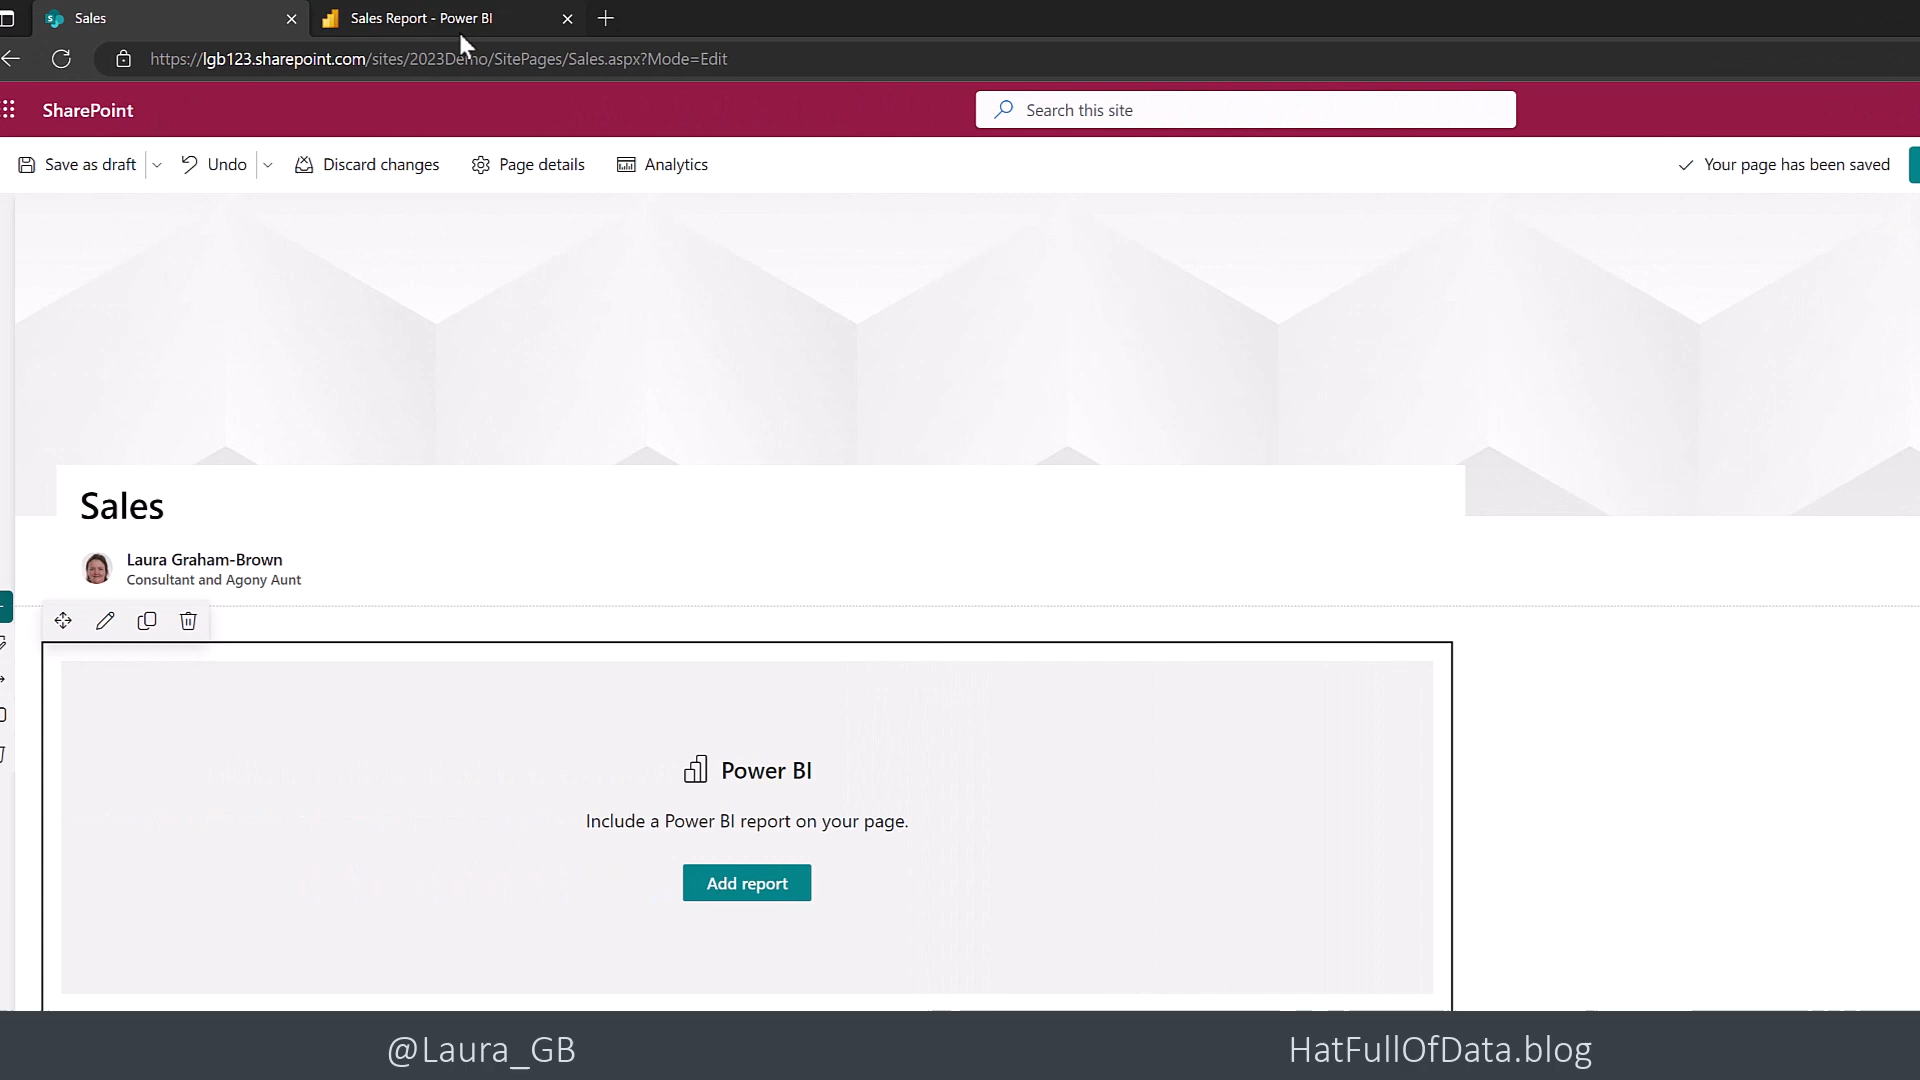 Sales
Sales Report - Power BI
https://lgb123.sharepoint.com/sites/2023Demo/SitePages/Sales.aspx?Mode=Edit
SharePoint
Search this site
Save as draft
Undo
Discard changes
Page details
Analytics
Your page has been saved
Sales
Laura Graham-Brown
Consultant and Agony Aunt
Power BI
Include a Power BI report on your page.
Add report
@Laura_GB
HatFullOfData.blog